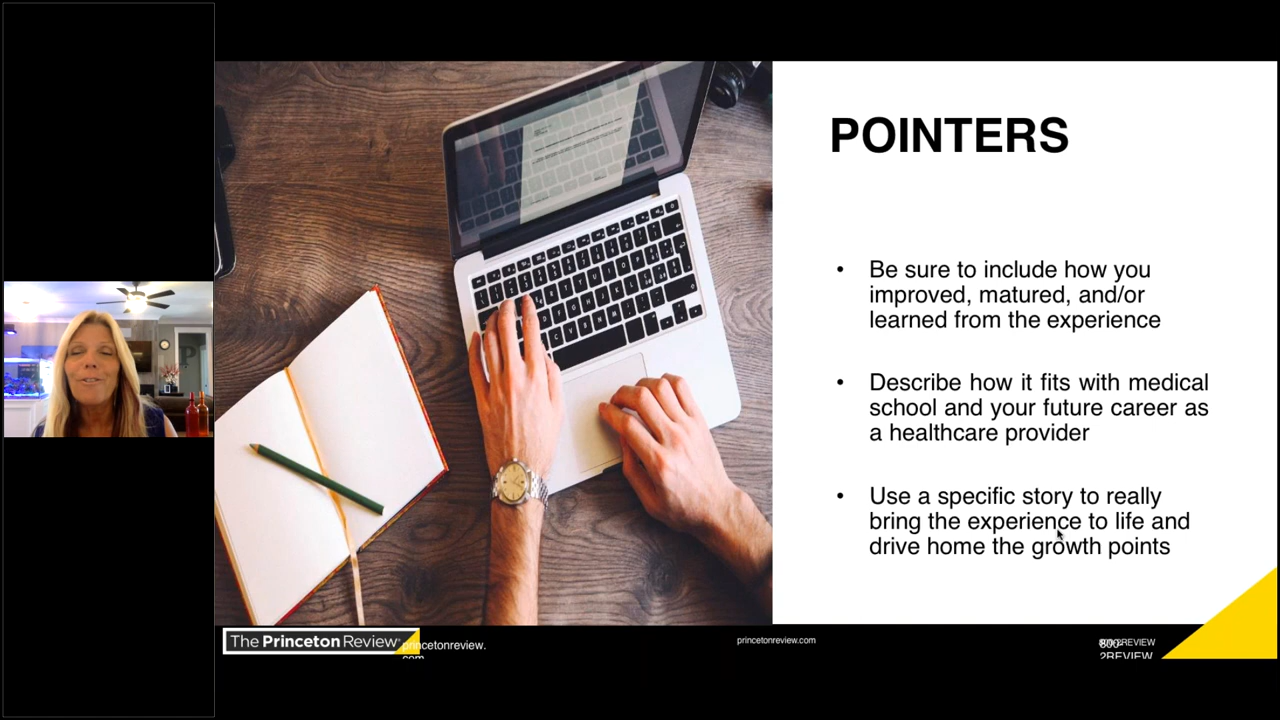 POINTERS
• Be sure to include how you
improved, matured, and/or
learned from the experience
• Describe how it fits with medical
school and your future career as
a healthcare provider
• Use a specific story to really
bring the experience to life and
drive home the growth points
The Princeton Review
princetonreview.
com
princetonreview.com
800-
2REVIEW